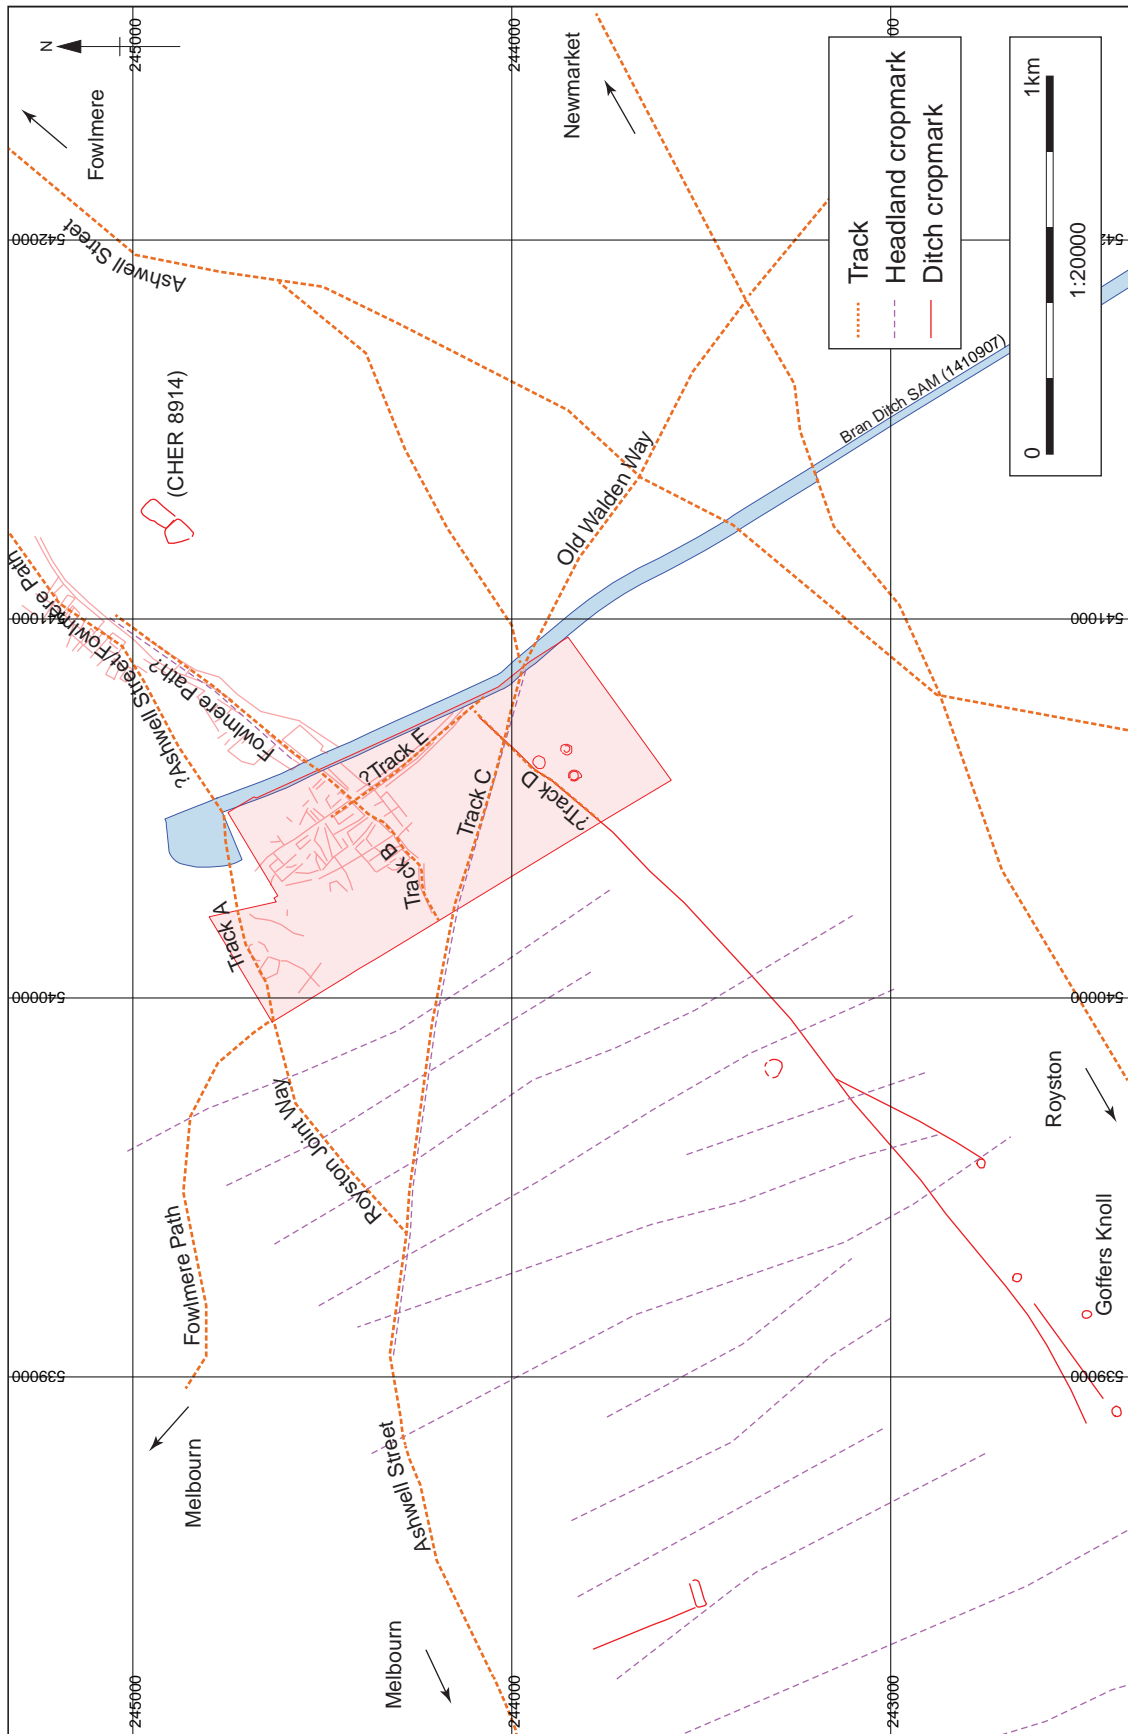 N
245000
244000
Fowlmere
Newmarket
Ashwell Street
542000
(CHER 8914)
Track
Headland cropmark
Ditch cropmark
0
1km
1:20000
Bran Ditch SAM (1410907)
Old Walden Way
Fowlmere Path
?Ashwell Street/Fowlmere Path?
Fowlmere Path
541000
?Track E
Track C
?Track D
Track B
Track A
540000
Royston Joint Way
Fowlmere Path
Royston
Goffers Knoll
539000
Ashwell Street
Melbourn
Melbourn
245000
244000
243000